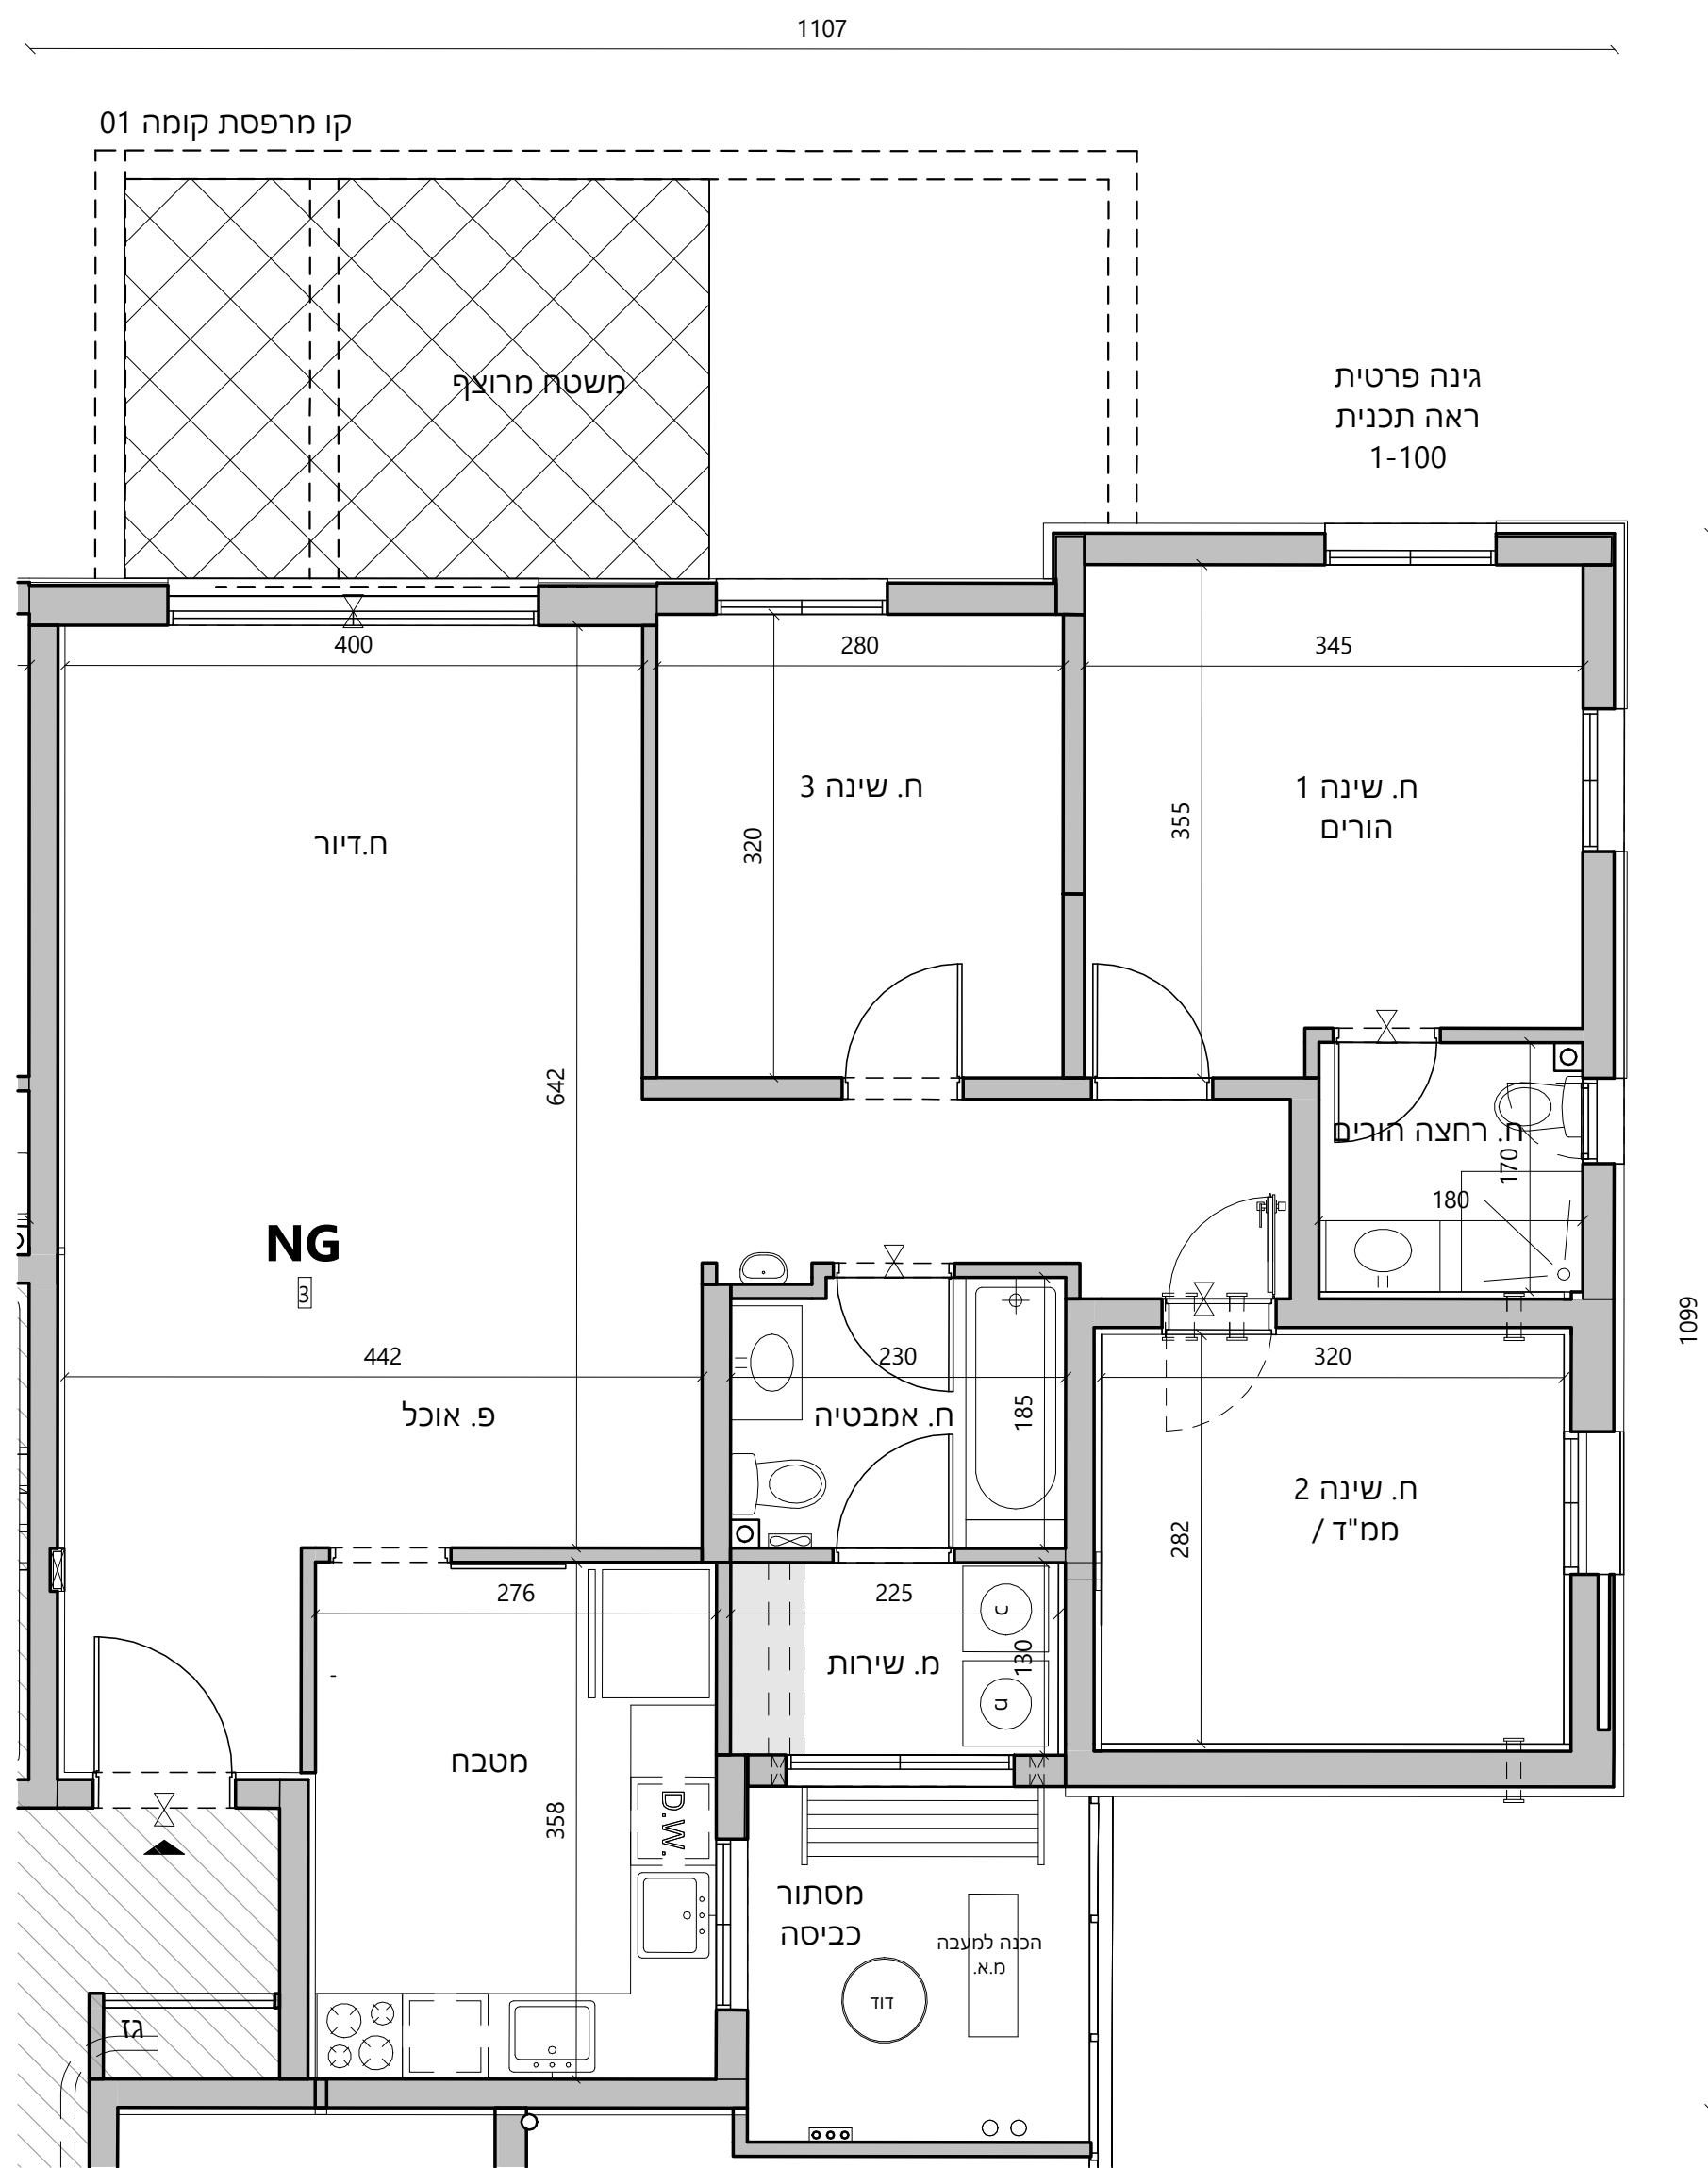 1107
קו מרפסת קומה 01
משטח מרוצף
גינה פרטית
ראה תכנית
1-100
400
280
345
ח. שינה 3
ח. שינה 1
הורים
320
355
ח.דיור
642
ח. רחצה הורים
170
180
NG
3
1099
442
230
320
פ. אוכל
ח. אמבטיה
185
ח. שינה 2
/ ממ"ד
282
276
225
מ. שירות
130
כ
מ
מטבח
358
D.W.
מסתור
כביסה
הכנה למעבה
מ.א.
דוד
גז